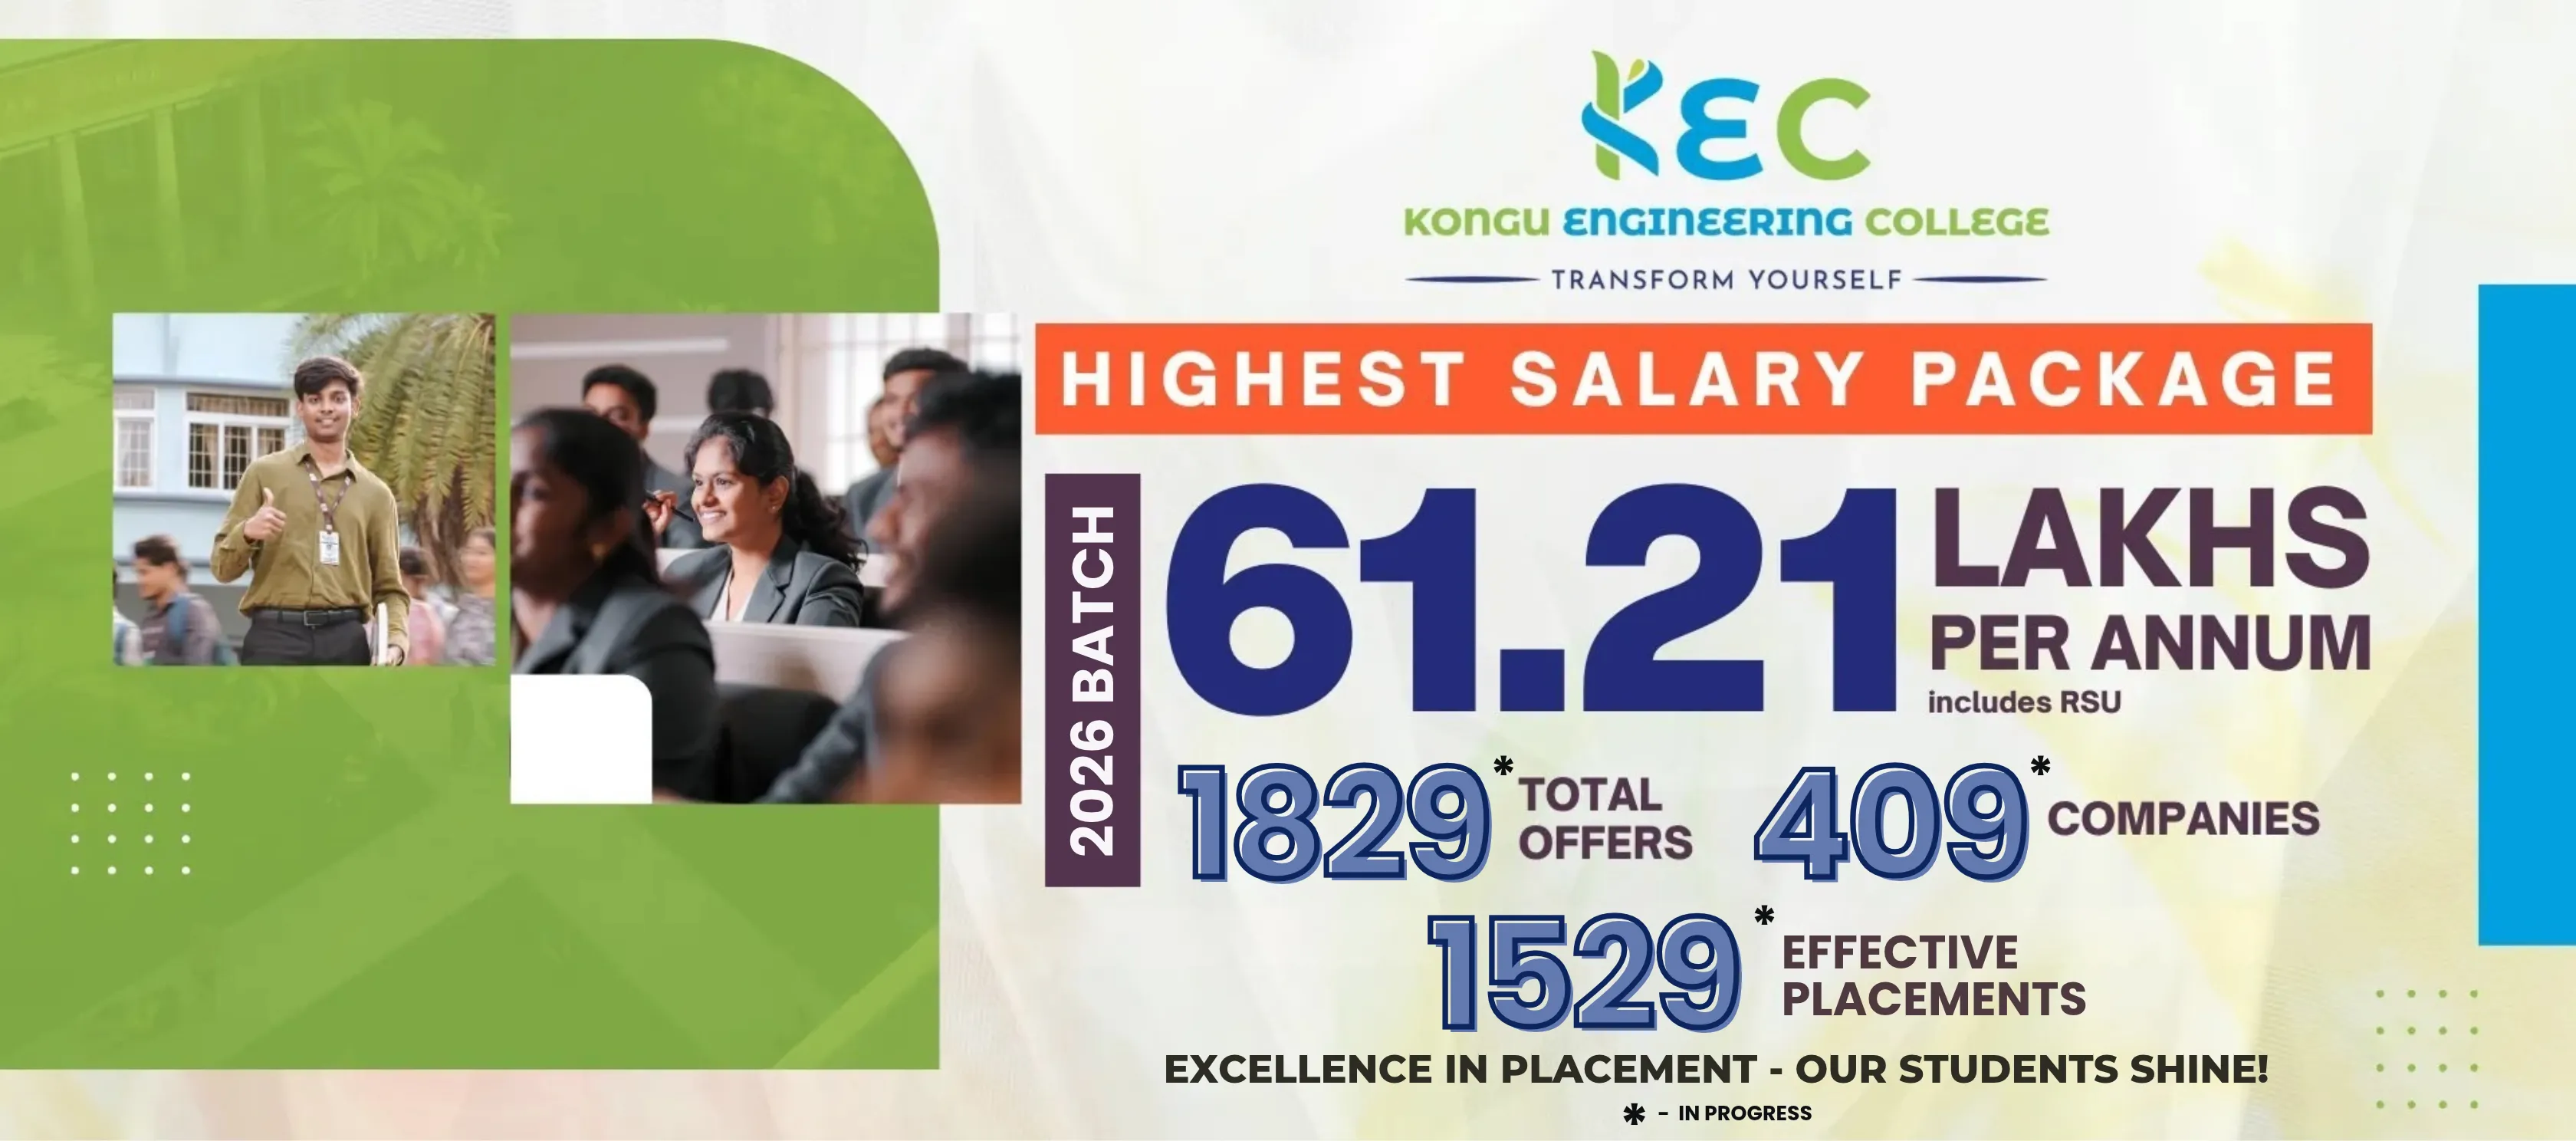 KEC
KONGU ENGINEERING COLLEGE
TRANSFORM YOURSELF
HIGHEST SALARY PACKAGE
2026 BATCH
61.21 LAKHS
PER ANNUM
includes RSU
1829* TOTAL
OFFERS
409* COMPANIES
1529* EFFECTIVE
PLACEMENTS
EXCELLENCE IN PLACEMENT - OUR STUDENTS SHINE!
* - IN PROGRESS